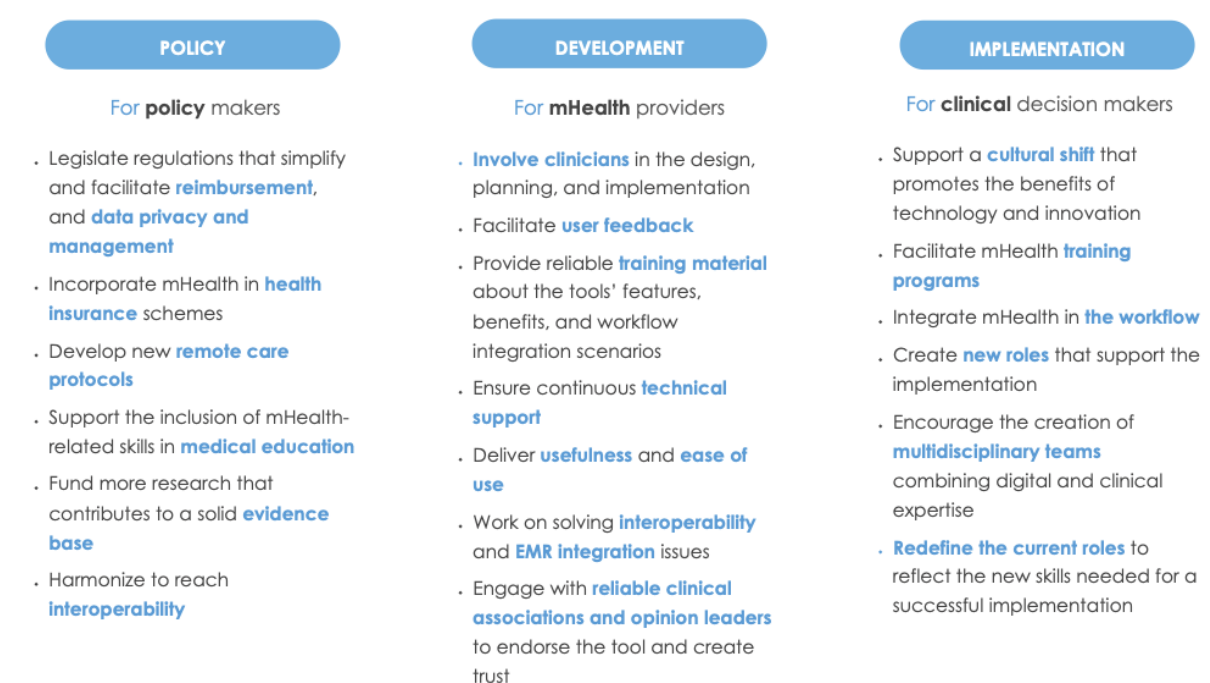 POLICY
For policy makers
. Legislate regulations that simplify
and facilitate reimbursement,
and data privacy and
management
. Incorporate mHealth in health
insurance schemes
. Develop new remote care
protocols
. Support the inclusion of mHealth-
related skills in medical education
. Fund more research that
contributes to a solid evidence
base
. Harmonize to reach
interoperability
DEVELOPMENT
For mHealth providers
. Involve clinicians in the design,
planning, and implementation
. Facilitate user feedback
. Provide reliable training material
about the tools’ features,
benefits, and workflow
integration scenarios
. Ensure continuous technical
support
. Deliver usefulness and ease of
use
. Work on solving interoperability
and EMR integration issues
. Engage with reliable clinical
associations and opinion leaders
to endorse the tool and create
trust
IMPLEMENTATION
For clinical decision makers
. Support a cultural shift that
promotes the benefits of
technology and innovation
. Facilitate mHealth training
programs
. Integrate mHealth in the workflow
. Create new roles that support the
implementation
. Encourage the creation of
multidisciplinary teams
combining digital and clinical
expertise
. Redefine the current roles to
reflect the new skills needed for a
successful implementation